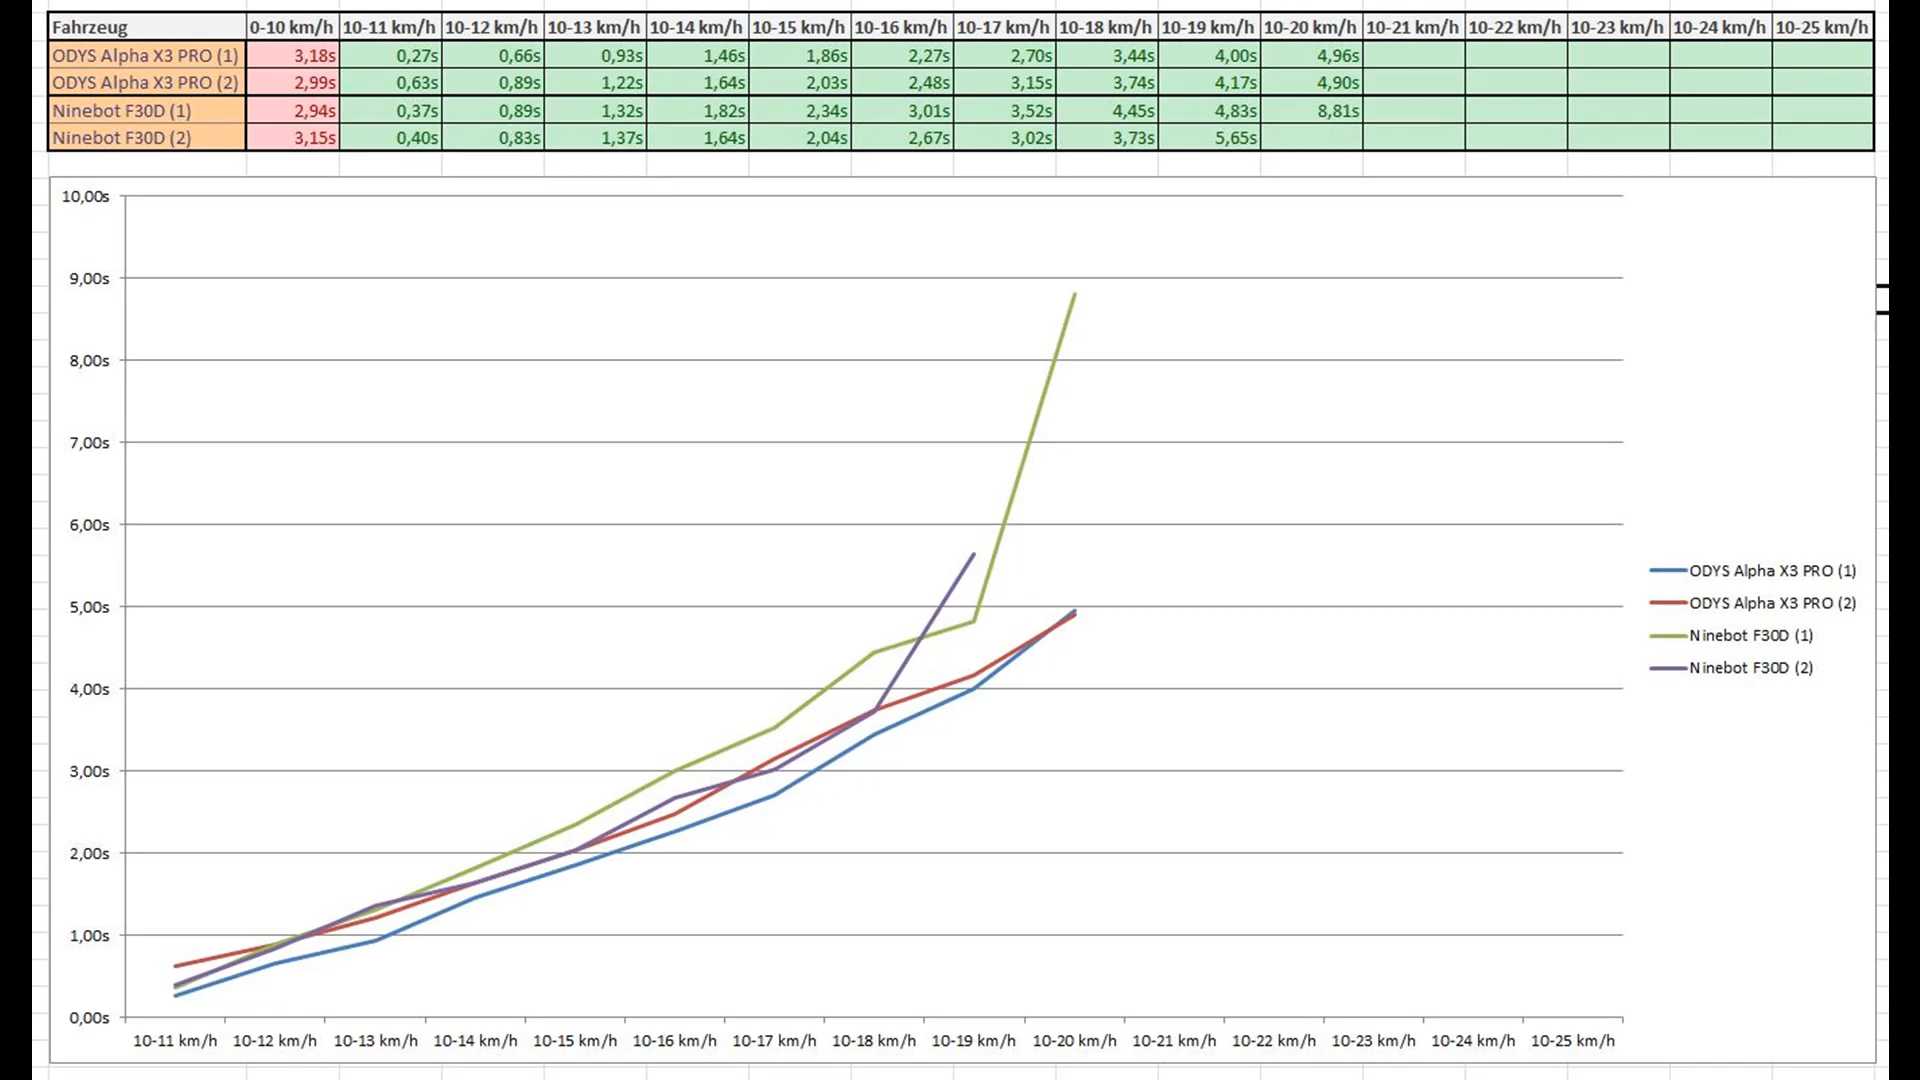 Fahrzeug 0-10 km/h 10-11 km/h 10-12 km/h 10-13 km/h 10-14 km/h 10-15 km/h 10-16 km/h 10-17 km/h 10-18 km/h 10-19 km/h 10-20 km/h 10-21 km/h 10-22 km/h 10-23 km/h 10-24 km/h 10-25 km/h
ODYS Alpha X3 PRO (1) 3,18s 0,27s 0,66s 0,93s 1,46s 1,86s 2,27s 2,70s 3,44s 4,00s 4,96s
ODYS Alpha X3 PRO (2) 2,99s 0,63s 0,89s 1,22s 1,64s 2,03s 2,48s 3,15s 3,74s 4,17s 4,90s
Ninebot F30D (1) 2,94s 0,37s 0,89s 1,32s 1,82s 2,34s 3,01s 3,52s 4,45s 4,83s 8,81s
Ninebot F30D (2) 3,15s 0,40s 0,83s 1,37s 1,64s 2,04s 2,67s 3,02s 3,73s 5,65s
10,00s
9,00s
8,00s
7,00s
6,00s
5,00s
4,00s
3,00s
2,00s
1,00s
0,00s
10-11 km/h 10-12 km/h 10-13 km/h 10-14 km/h 10-15 km/h 10-16 km/h 10-17 km/h 10-18 km/h 10-19 km/h 10-20 km/h 10-21 km/h 10-22 km/h 10-23 km/h 10-24 km/h 10-25 km/h
ODYS Alpha X3 PRO (1)
ODYS Alpha X3 PRO (2)
Ninebot F30D (1)
Ninebot F30D (2)